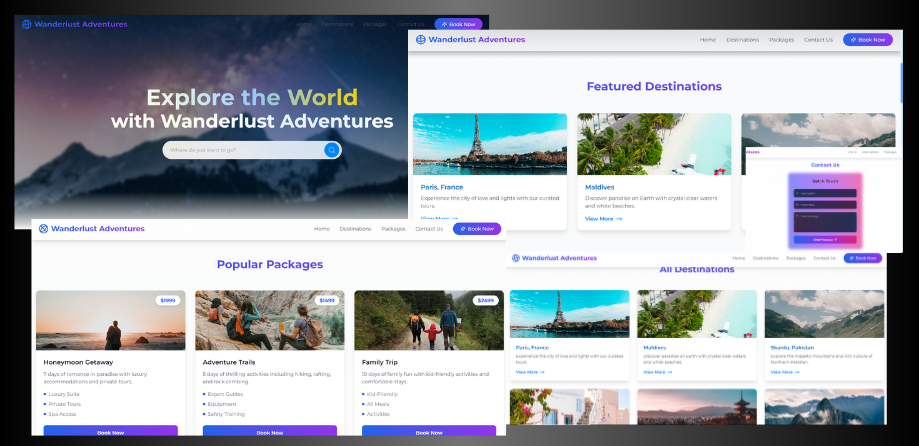 Wanderlust Adventures
Home Destinations Packages Contact Us Book Now
Explore the World
with Wanderlust Adventures
Where do you want to go?
Wanderlust Adventures
Home Destinations Packages Contact Us Book Now
Featured Destinations
Paris, France
Experience the city of love and lights with our curated
tours.
View More →
Maldives
Discover paradise on Earth with crystal clear waters
and white beaches.
View More →
Home Destinations Packages
Contact Us
Get in Touch
Wanderlust Adventures
Home Destinations Packages Contact Us Book Now
Popular Packages
$1999
Honeymoon Getaway
7 days of romance in paradise with luxury
accommodations and private tours.
Luxury Suite
Private Tours
Spa Access
Book Now
$1499
Adventure Trails
5 days of thrilling activities including hiking, rafting,
and rock climbing.
Expert Guides
Equipment
Safety Training
Book Now
$2499
Family Trip
10 days of family fun with kid-friendly activities and
comfortable stays.
Kid-Friendly
All Meals
Activities
Book Now
Wanderlust Adventures
Home Destinations Packages Contact Us Book Now
All Destinations
Paris, France
Experience the city of love and lights with our curated
tours.
View More →
Maldives
Discover paradise on Earth with crystal clear waters
and white beaches.
View More →
Skardu, Pakistan
Explore the majestic mountains and rich culture of
Northern Pakistan.
View More →